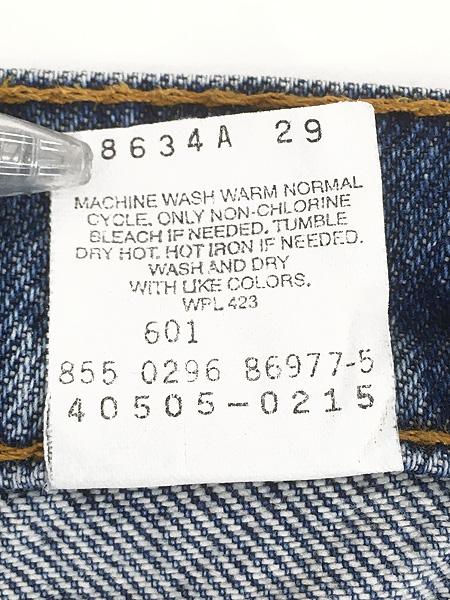 8634A 29
MACHINE WASH WARM NORMAL
CYCLE. ONLY NON-CHLORINE
BLEACH IF NEEDED. TUMBLE
DRY HOT. HOT IRON IF NEEDED.
WASH AND DRY
WITH LIKE COLORS.
WPL 423
601
855 0296 86977-5
40505-0215